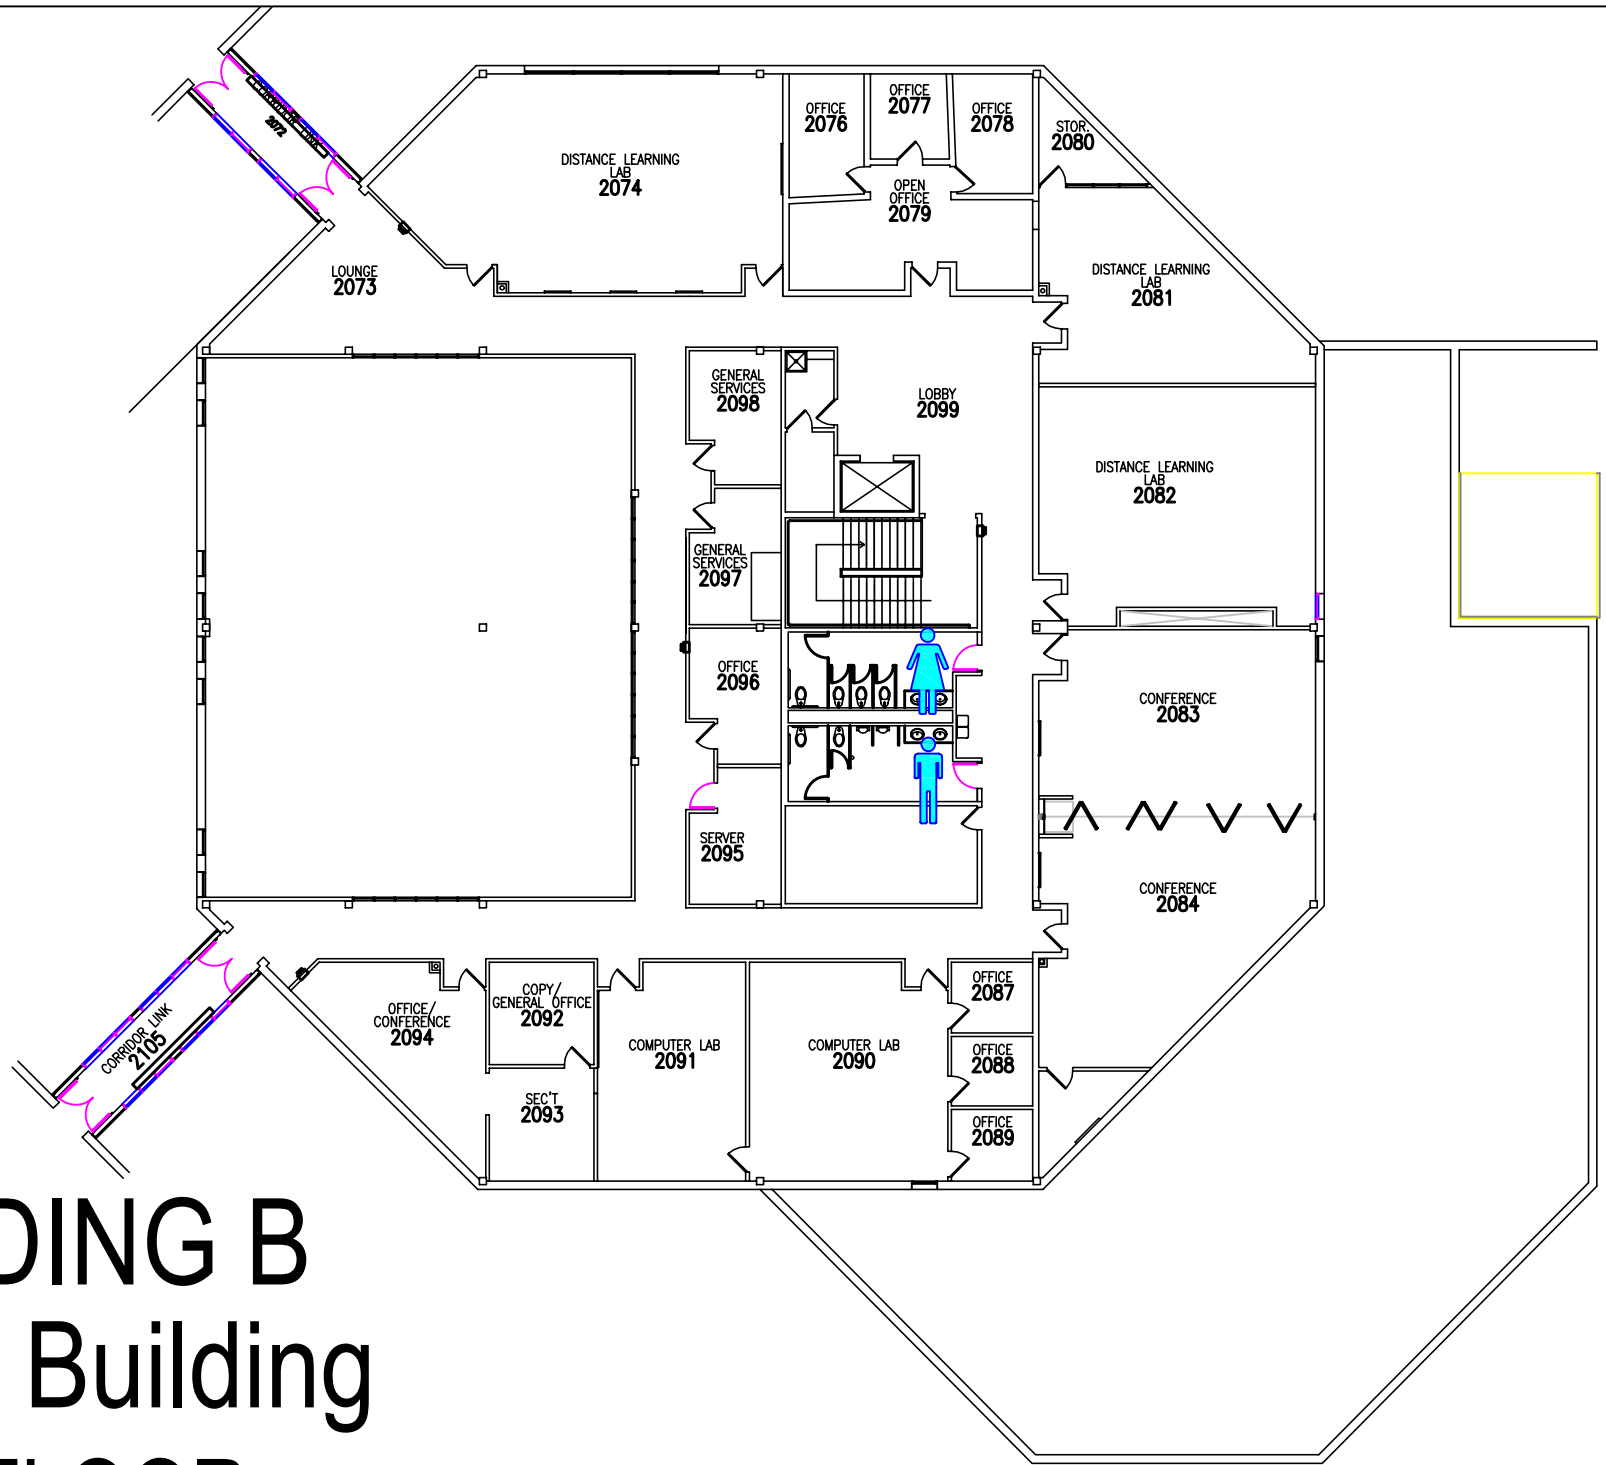 CORRIDOR LINK
2072
DISTANCE LEARNING
LAB
2074
OFFICE
2076
OFFICE
2077
OFFICE
2078
STOR.
2080
OPEN
OFFICE
2079
LOUNGE
2073
DISTANCE LEARNING
LAB
2081
GENERAL
SERVICES
2098
LOBBY
2099
DISTANCE LEARNING
LAB
2082
GENERAL
SERVICES
2097
OFFICE
2096
CONFERENCE
2083
SERVER
2095
CONFERENCE
2084
CORRIDOR LINK
2105
OFFICE/
CONFERENCE
2094
COPY/
GENERAL OFFICE
2092
SEC'T
2093
COMPUTER LAB
2091
COMPUTER LAB
2090
OFFICE
2087
OFFICE
2088
OFFICE
2089
DING B
Building